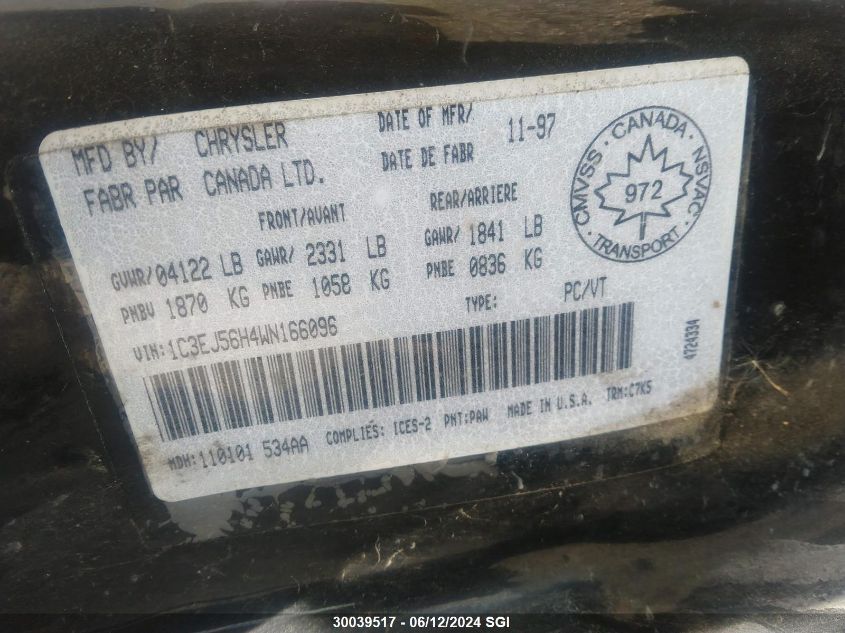 MFD BY/ CHRYSLER DATE OF MFR/ 11-97
FABR PAR CANADA LTD. DATE DE FABR
FRONT/AVANT REAR/ARRIERE
GVWR/04122 LB GAWR/ 2331 LB GAWR/ 1841 LB
PNBV 1870 KG PNBE 1058 KG PNBE 0836 KG
VIN:1C3EJ56H4WN166096 TYPE: PC/VT
MDH:110101 534AA COMPLIES: ICES-2 PNT:PAW MADE IN U.S.A. TRM:C7K5
4724334
CMVSS · CANADA · NSVAC · TRANSPORT ·
972
30039517 - 06/12/2024 SGI